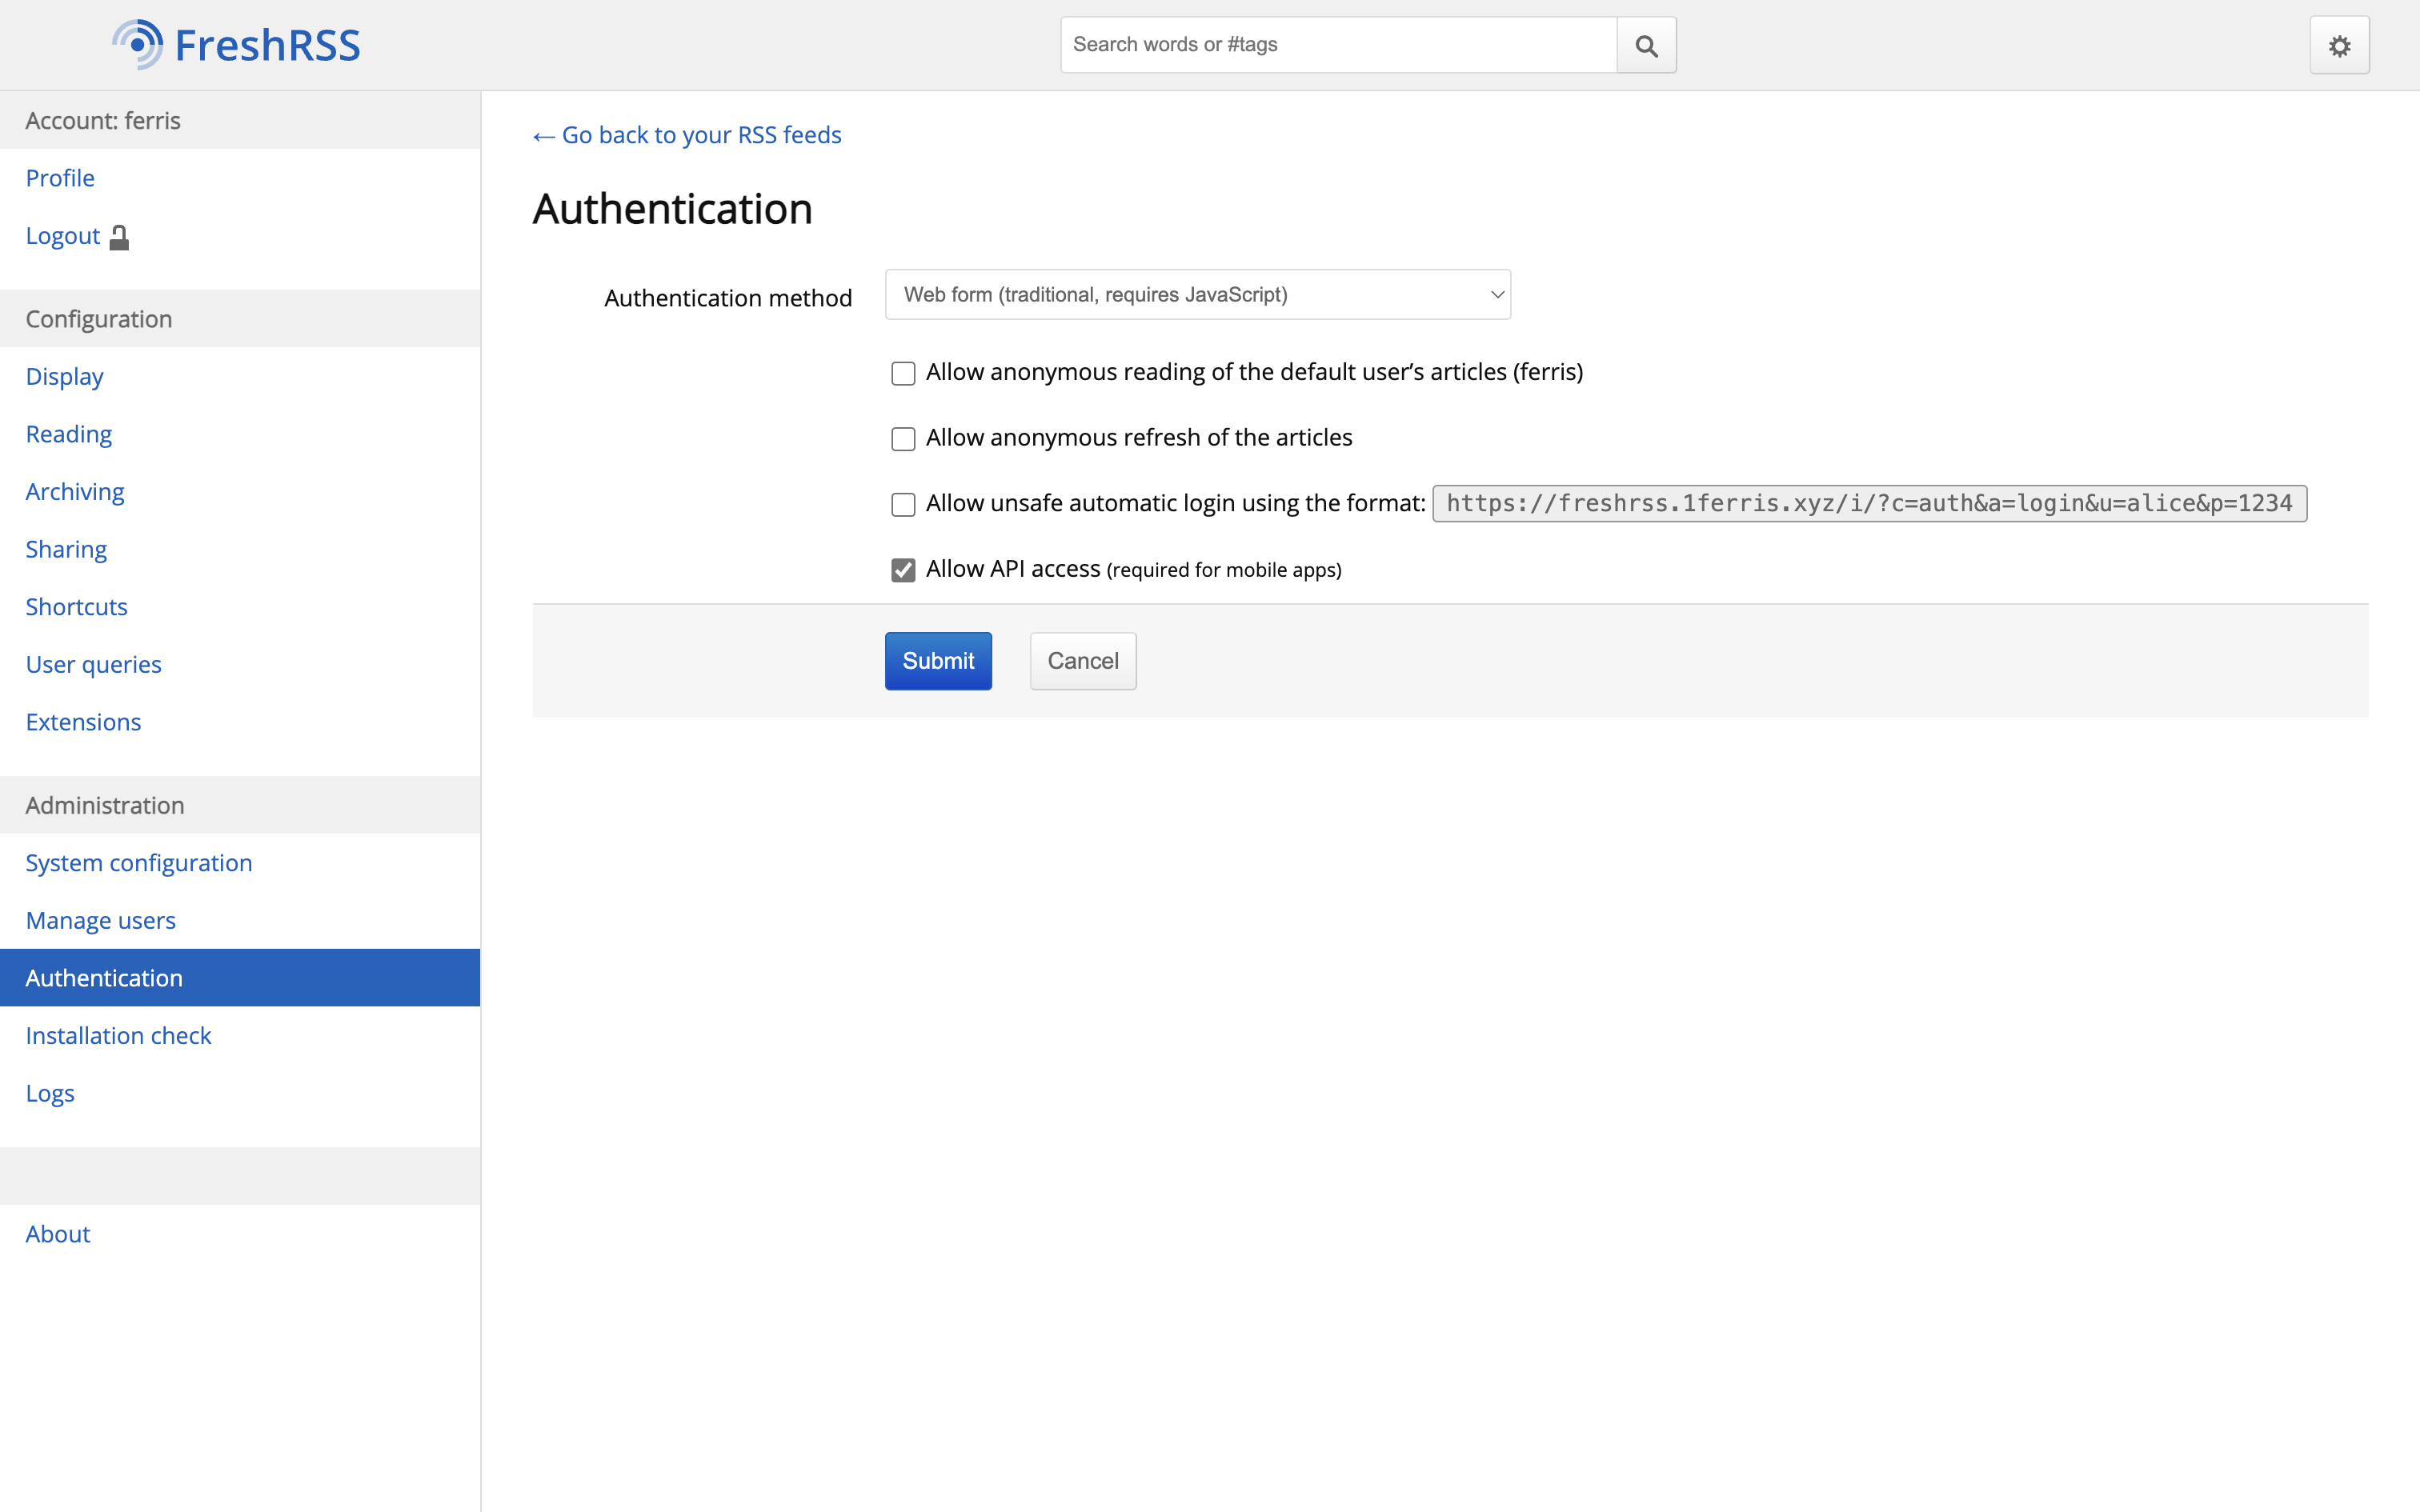 FreshRSS
Search words or #tags
Account: ferris
Profile
Logout
Configuration
Display
Reading
Archiving
Sharing
Shortcuts
User queries
Extensions
Administration
System configuration
Manage users
Authentication
Installation check
Logs
About
← Go back to your RSS feeds
Authentication
Authentication method Web form (traditional, requires JavaScript)
Allow anonymous reading of the default user’s articles (ferris)
Allow anonymous refresh of the articles
Allow unsafe automatic login using the format: https://freshrss.1ferris.xyz/i/?c=auth&a=login&u=alice&p=1234
Allow API access (required for mobile apps)
Submit Cancel